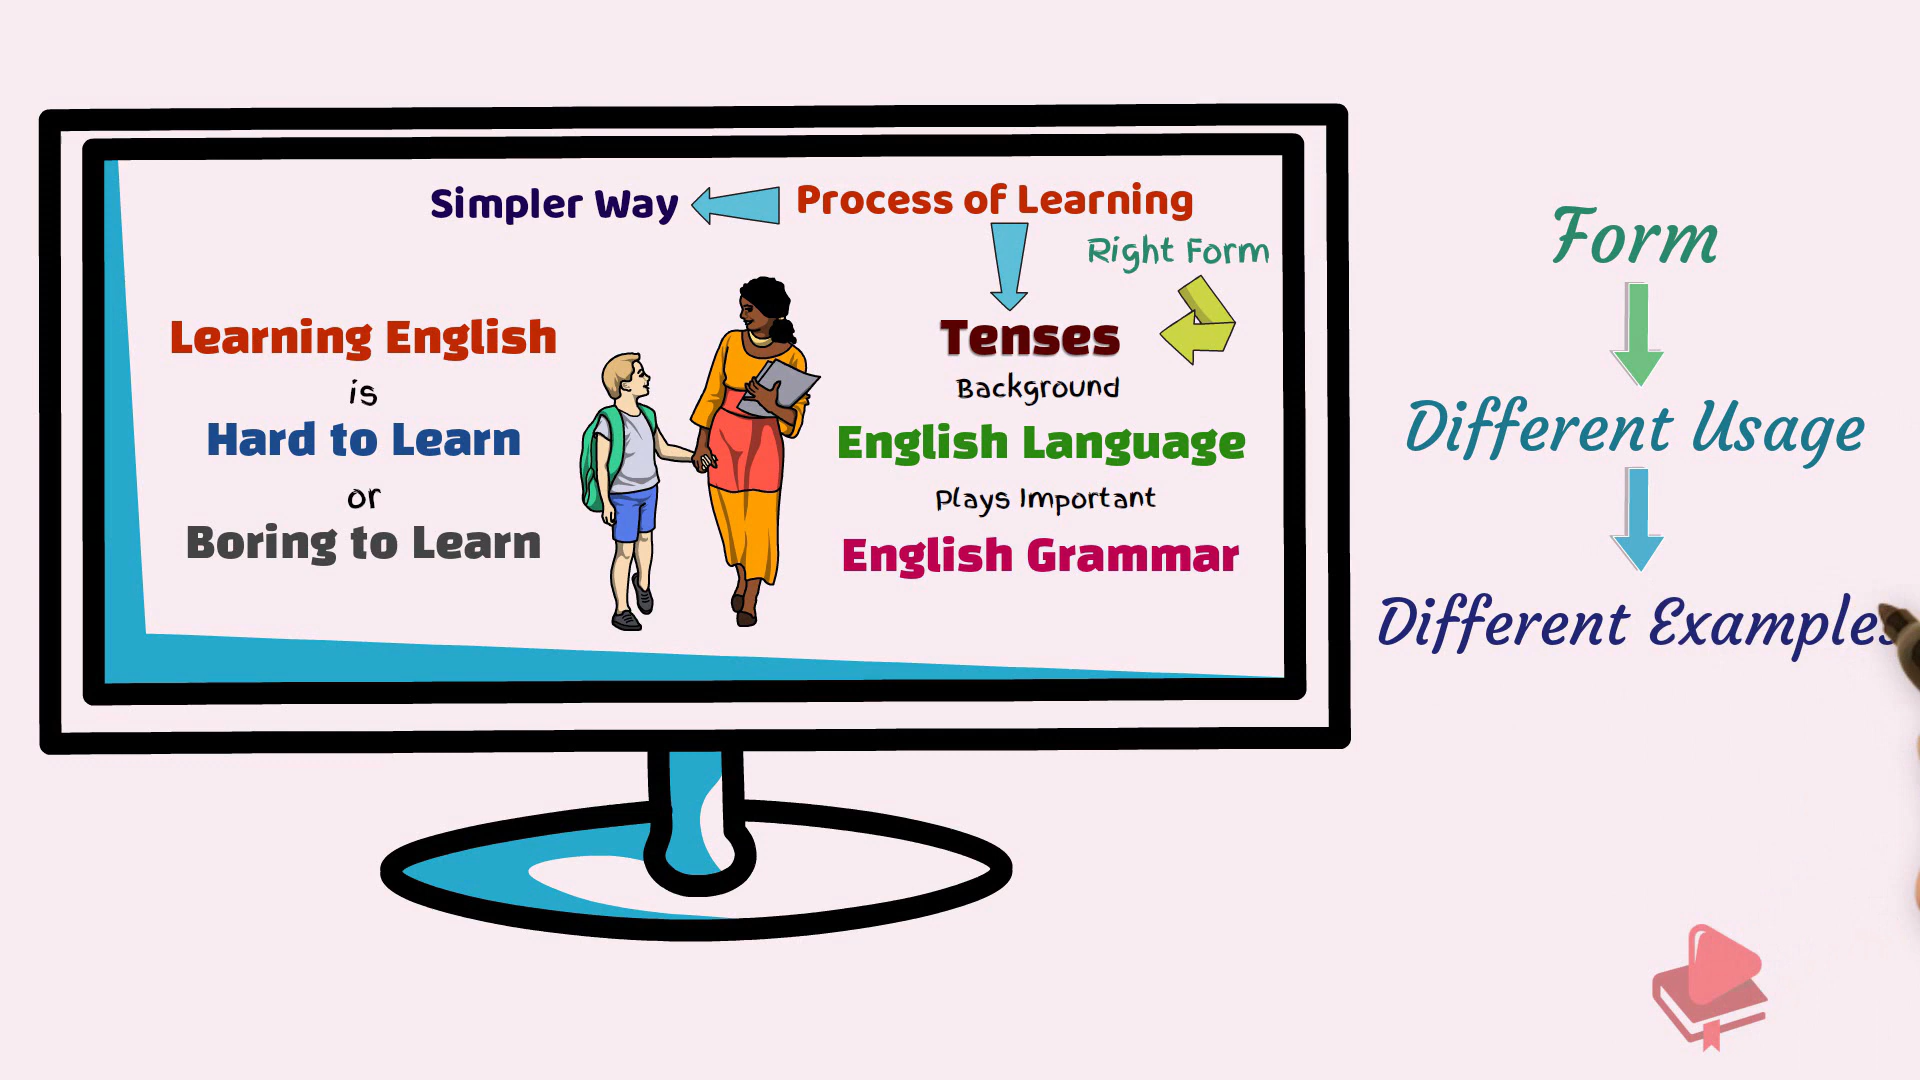 Simpler Way
Process of Learning
Right Form
Learning English
is
Hard to Learn
or
Boring to Learn
Tenses
Background
English Language
Plays Important
English Grammar
Form
Different Usage
Different Examples